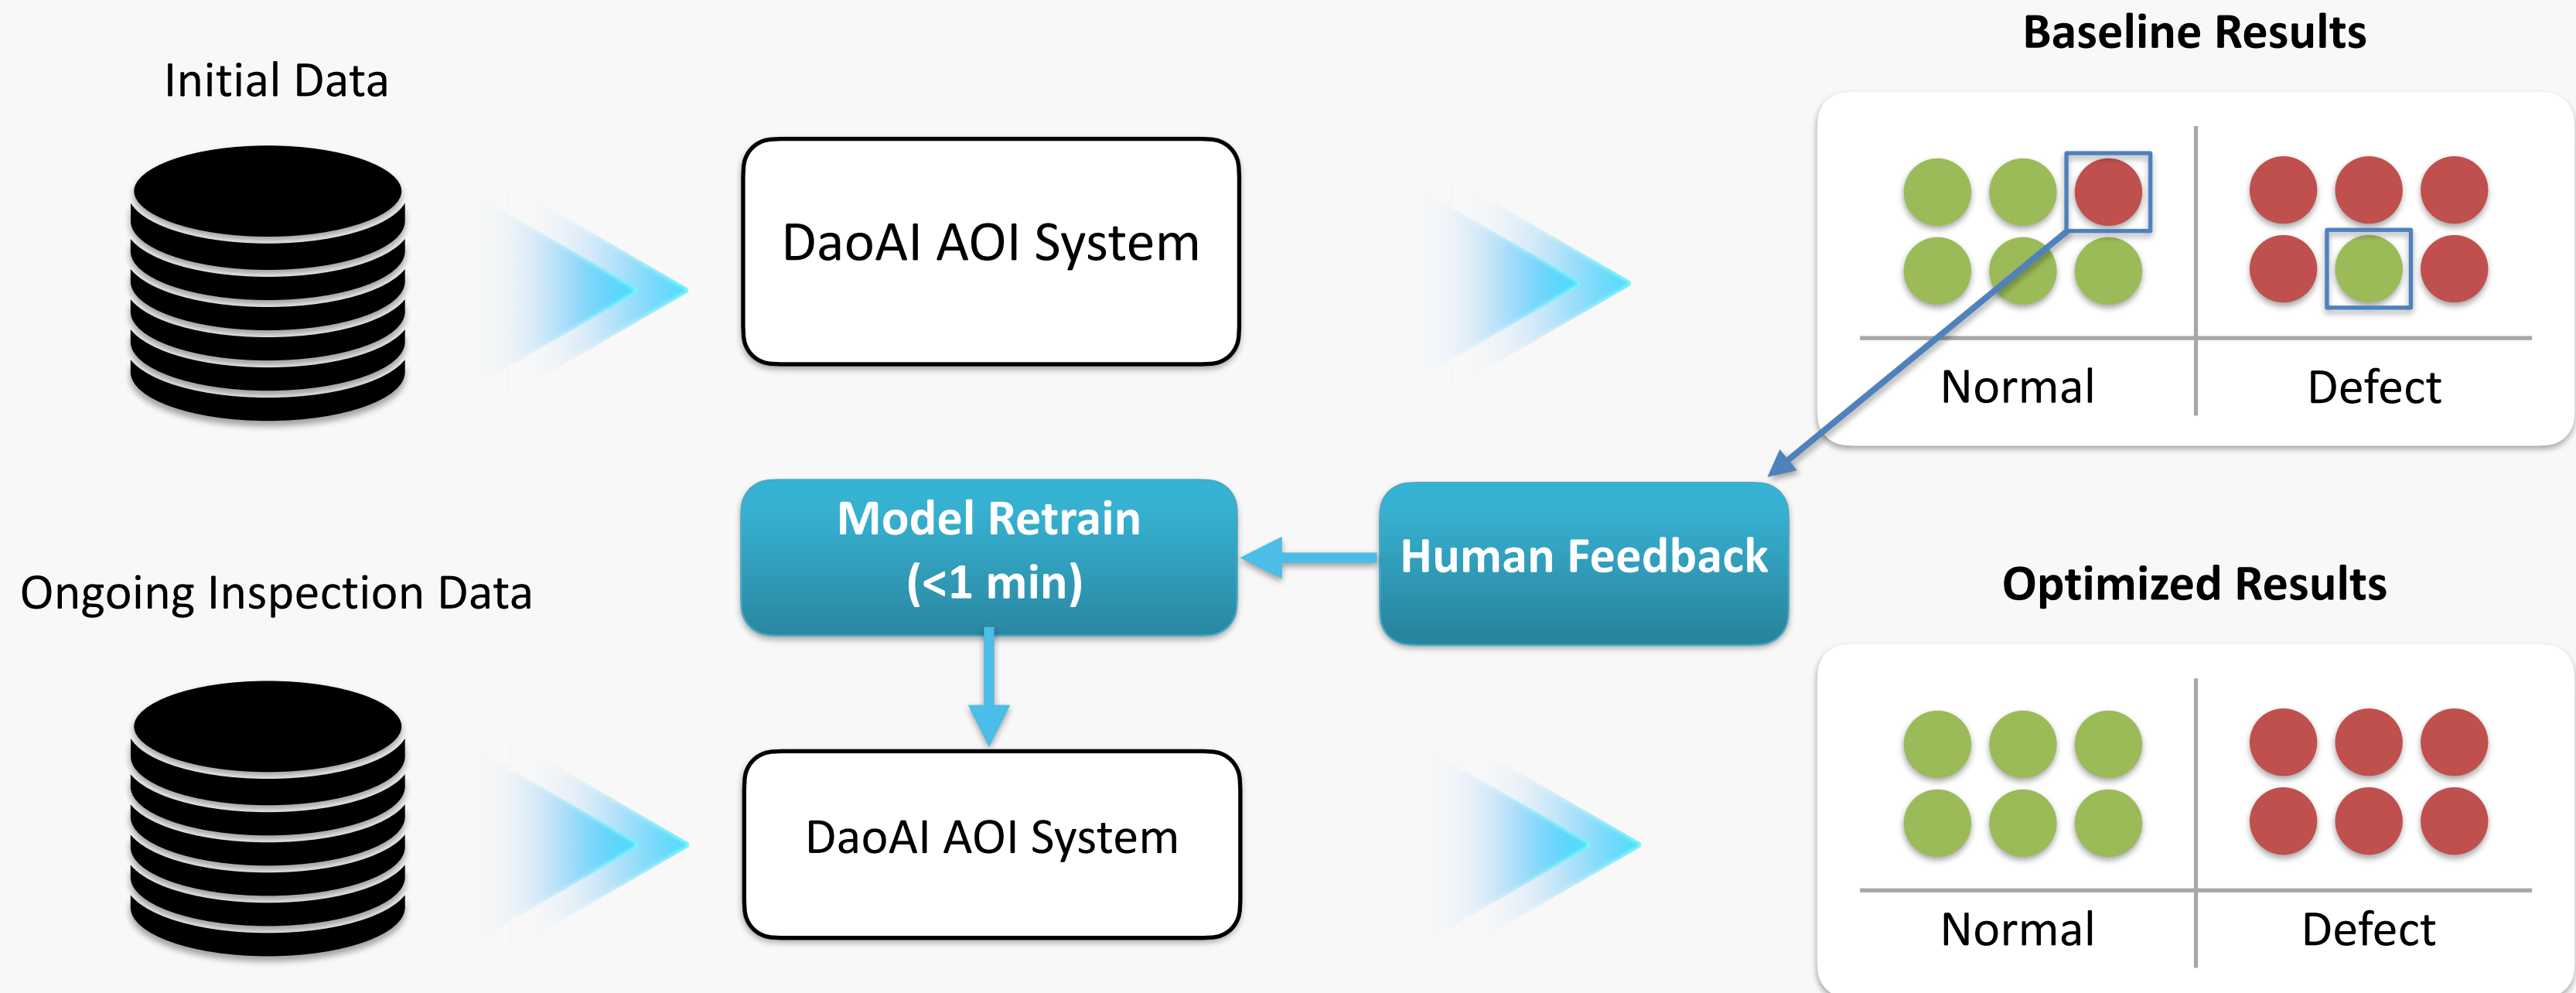 Initial Data
DaoAI AOI System
Baseline Results
Normal
Defect
Model Retrain
(<1 min)
Human Feedback
Ongoing Inspection Data
DaoAI AOI System
Optimized Results
Normal
Defect